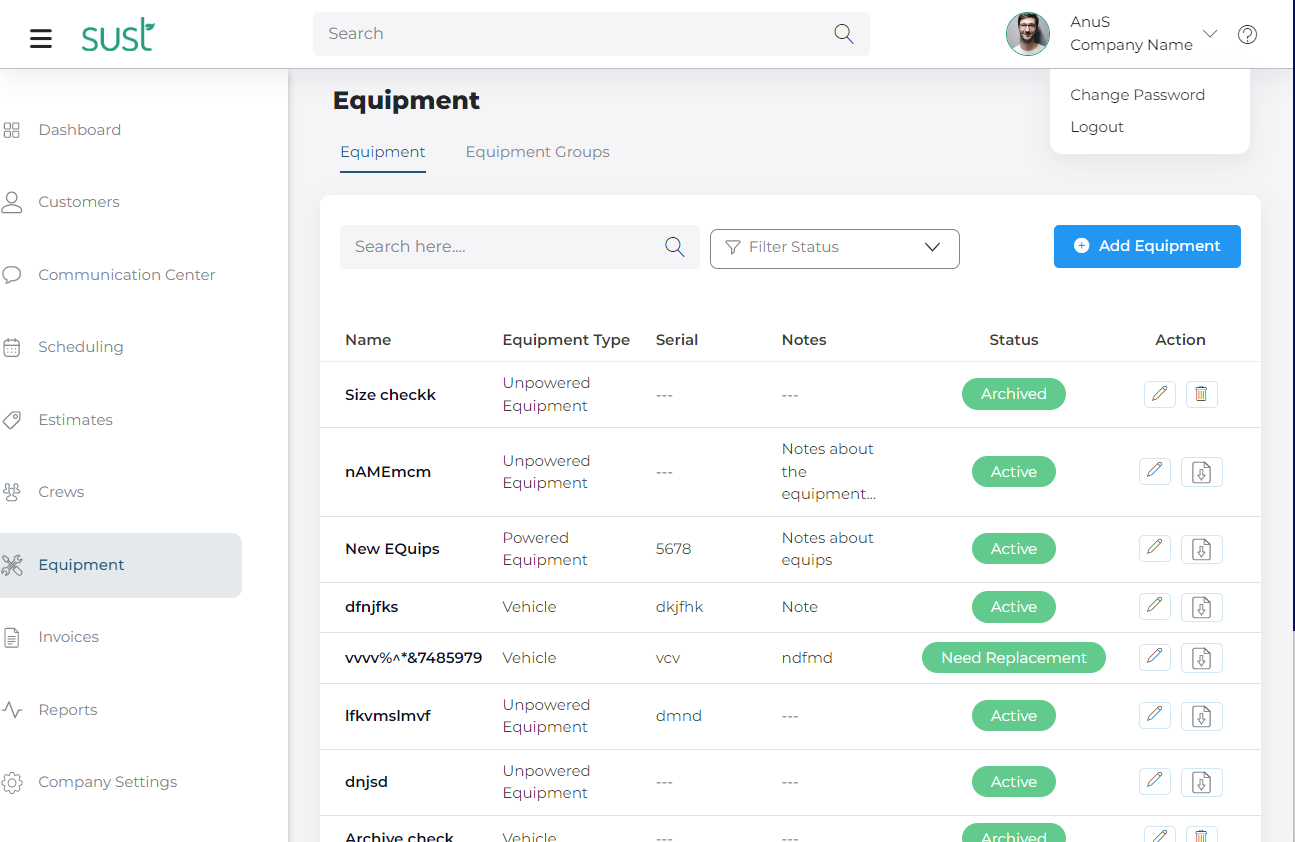 sust
Search
AnuS
Company Name
Change Password
Logout
Dashboard
Customers
Communication Center
Scheduling
Estimates
Crews
Equipment
Invoices
Reports
Company Settings
Equipment
Equipment Equipment Groups
Search here.... Filter Status Add Equipment
Name Equipment Type Serial Notes Status Action
Size checkk Unpowered Equipment --- --- Archived
nAMEmcm Unpowered Equipment --- Notes about the equipment... Active
New EQuips Powered Equipment 5678 Notes about equips Active
dfnjfks Vehicle dkjfhk Note Active
vvvv%^*&7485979 Vehicle vcv ndfmd Need Replacement
lfkvmslmvf Unpowered Equipment dmnd --- Active
dnjsd Unpowered Equipment --- --- Active
Archive check Vehicle --- --- Archived